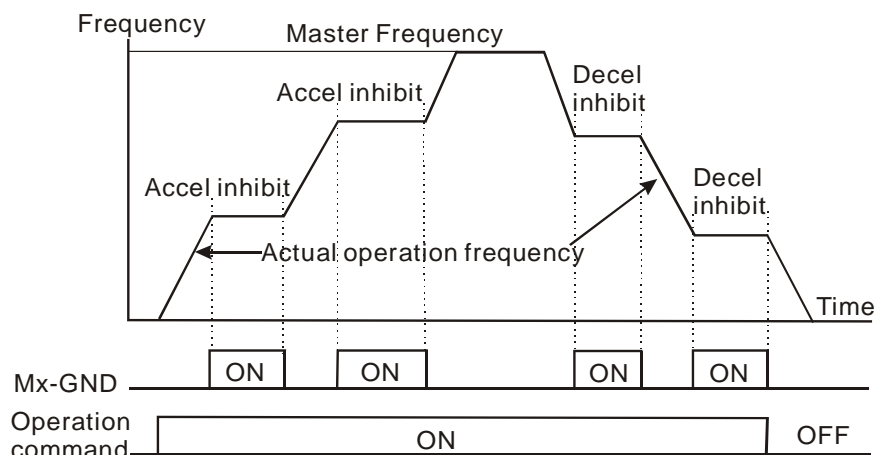 Frequency
Master Frequency
Accel inhibit
Decel
inhibit
Accel inhibit
Decel
inhibit
Actual operation frequency
Time
Mx-GND
ON
ON
ON
ON
Operation
command
ON
OFF